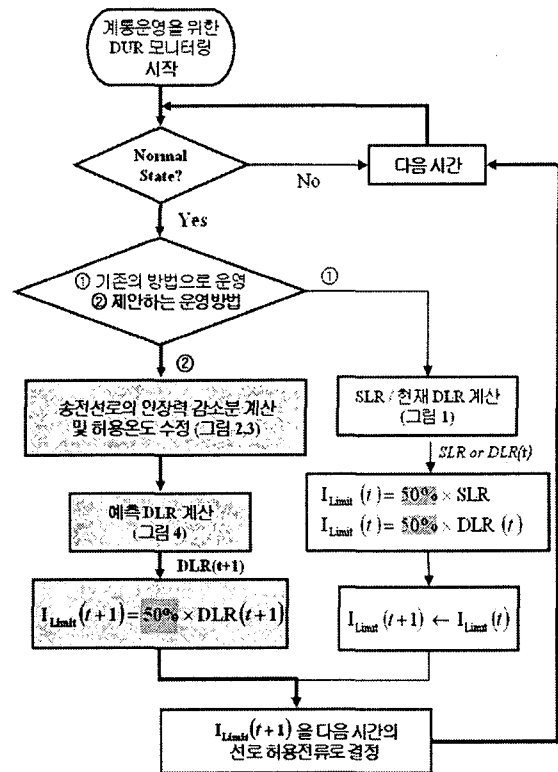 계통운영을 위한
DUR 모니터링
시작
Normal
State?
No
다음 시간
Yes
① 기존의 방법으로 운영
② 제안하는 운영방법
①
②
송전선로의 인장력 감소분 계산
및 허용온도 수정 (그림 2,3)
SLR / 현재 DLR 계산
(그림 1)
SLR or DLR(t)
예측 DLR 계산
(그림 4)
I_Limit (t) = 50% × SLR
I_Limit (t) = 50% × DLR (t)
DLR(t+1)
I_Limit (t+1) = 50% × DLR (t+1)
I_Limit (t+1) ← I_Limit (t)
I_Limit (t+1) 을 다음 시간의
선로 허용전류로 결정